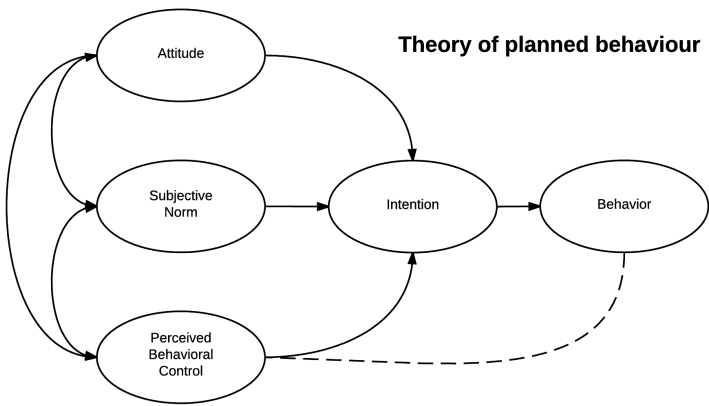 Theory of planned behaviour
Attitude
Subjective
Norm
Intention
Behavior
Perceived
Behavioral
Control